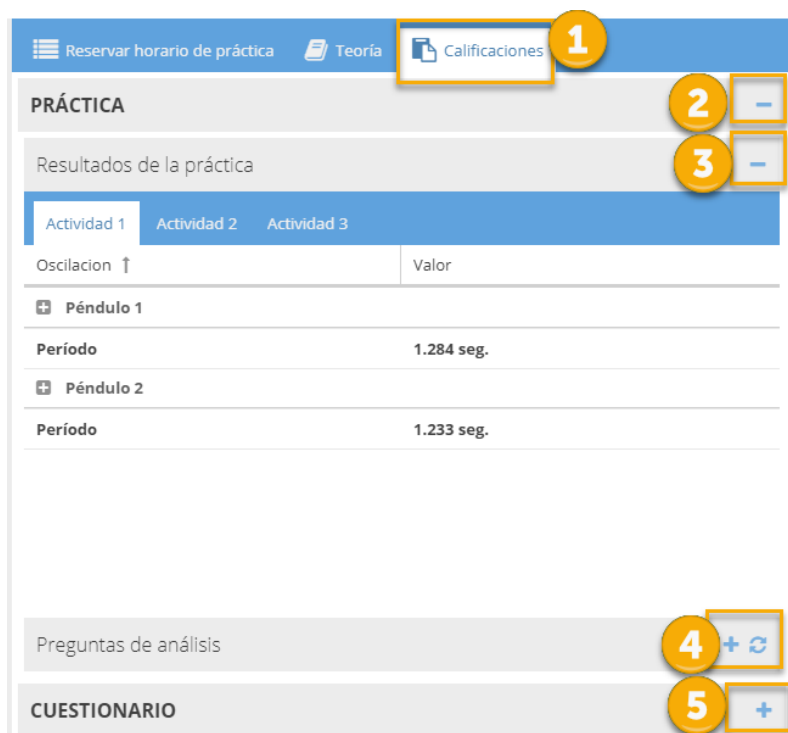 Reservar horario de práctica Teoría Calificaciones 1
PRÁCTICA 2
Resultados de la práctica 3
Actividad 1 Actividad 2 Actividad 3
Oscilacion ↑ Valor
Péndulo 1
Período 1.284 seg.
Péndulo 2
Período 1.233 seg.
Preguntas de análisis 4
CUESTIONARIO 5